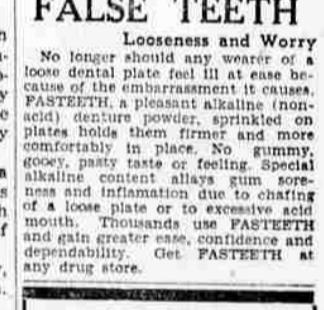 FALSE TEETH
Looseness and Worry
No longer should any wearer of a
loose dental plate feel ill at ease be-
cause of the embarrassment it causes.
FASTEETH, a pleasant alkaline (non-
acid) denture powder, sprinkled on
plates holds them firmer and more
comfortably in place. No gummy,
gooey, pasty taste or feeling. Special
alkaline content allays gum sore-
ness and inflamation due to chafing
of a loose plate or to excessive acid
mouth. Thousands use FASTEETH
and gain greater ease, confidence and
dependability. Get FASTEETH at
any drug store.